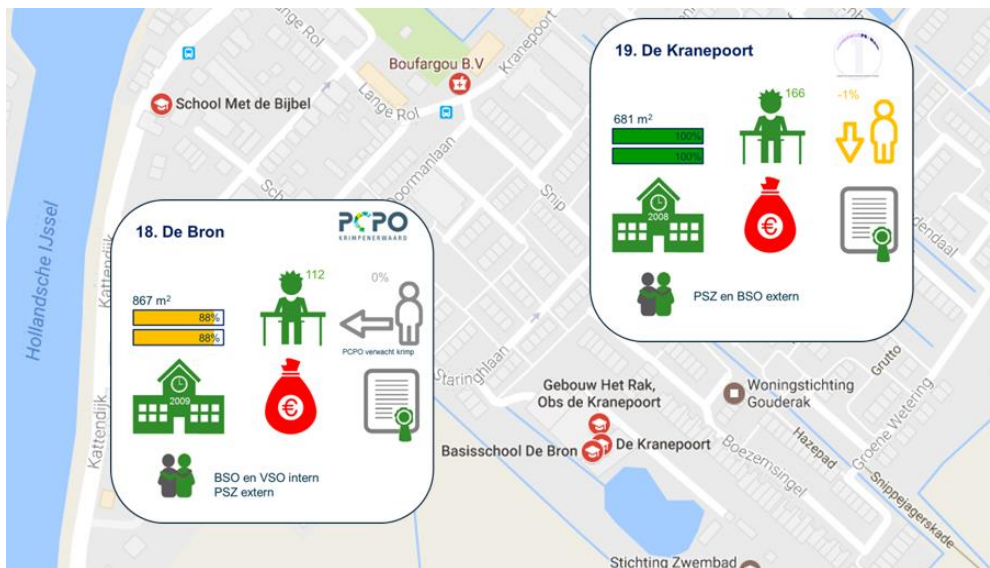 Lange Rol
Boufargou B.V
Kranepoort
School Met de Bijbel
Lange Rol
Hollandsche IJssel
Kattendijk
Kattendijk
Snip
Staringhlaan
Grutto
Groene Wetering
Hazepad
Snippejagerskade
Boezemsingel
Woningstichting
Gouderak
Gebouw Het Rak,
Obs de Kranepoort
Basisschool De Bron
De Kranepoort
Stichting Zwembad
18. De Bron
PCPO
KRIMPENERWAARD
112
0%
867 m²
88%
88%
PCPO verwacht krimp
2009
€
BSO en VSO intern
PSZ extern
19. De Kranepoort
166
-1%
681 m²
100%
100%
2008
€
PSZ en BSO extern